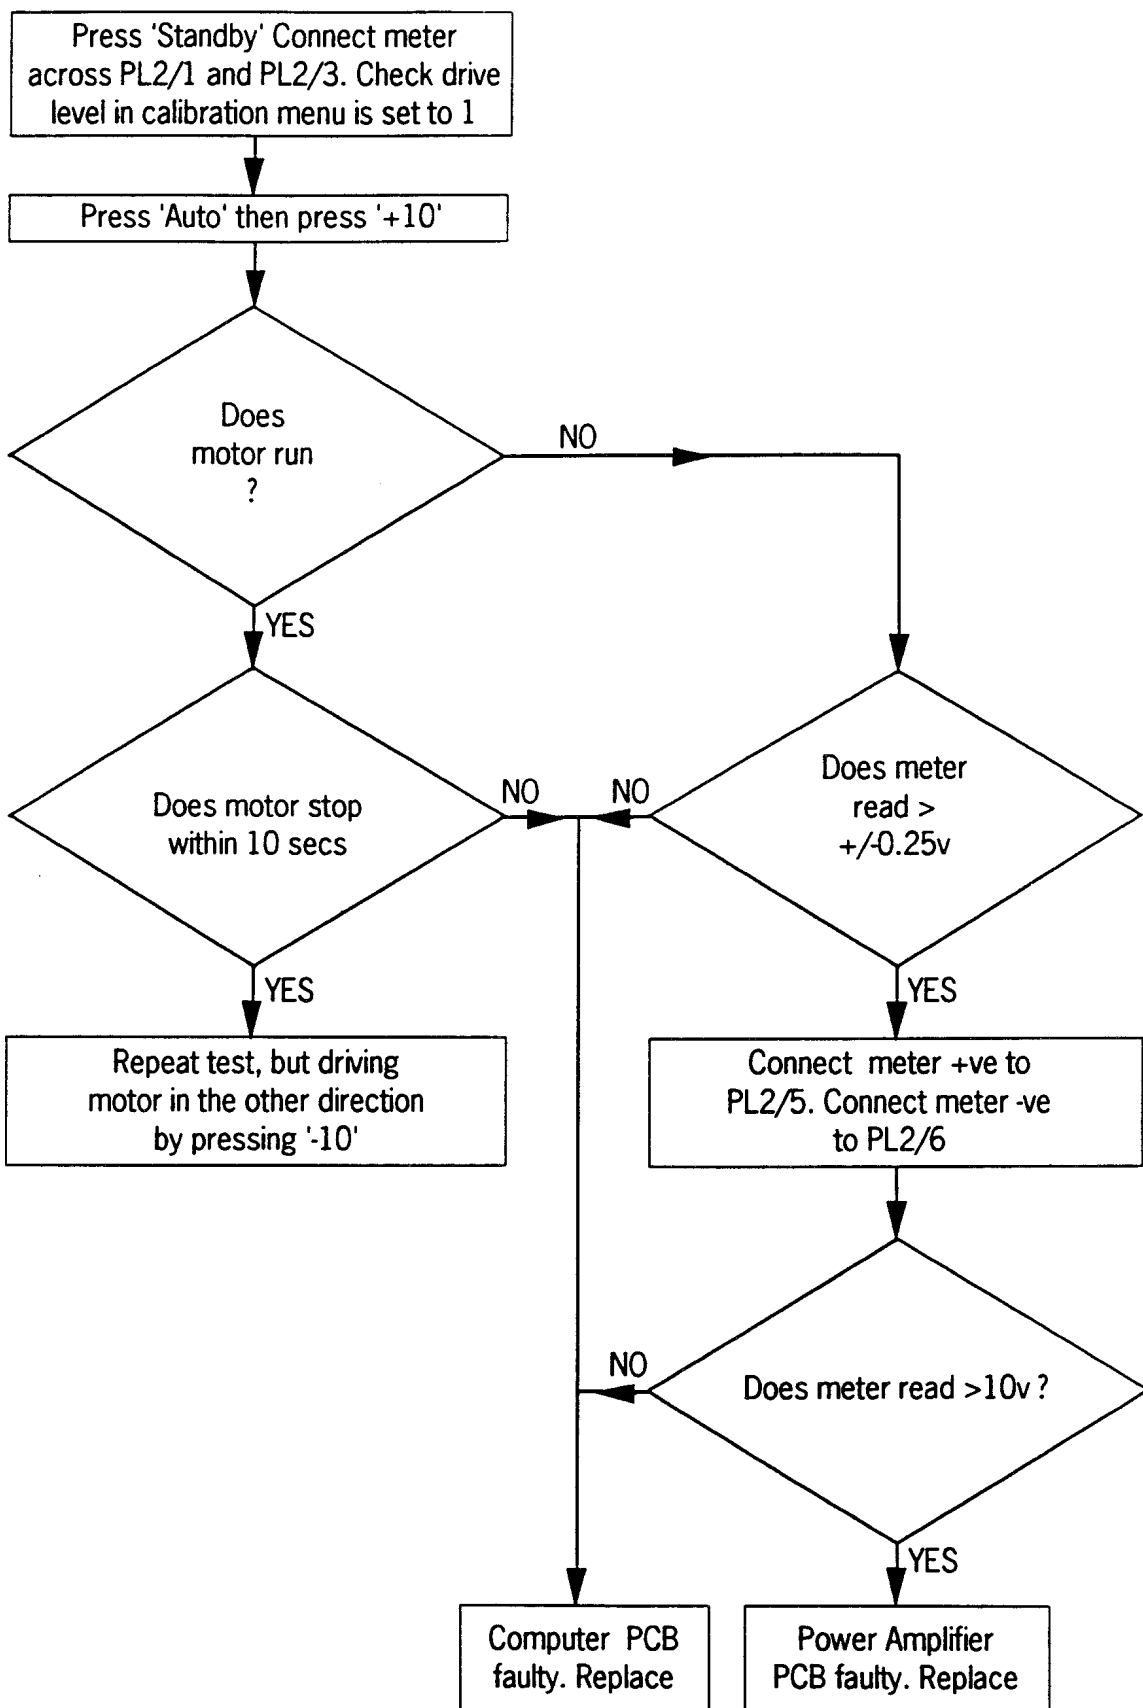 Press 'Standby' Connect meter
across PL2/1 and PL2/3. Check drive
level in calibration menu is set to 1
Press 'Auto' then press '+10'
Does
motor run
?
NO
YES
Does motor stop
within 10 secs
NO
NO
Does meter
read >
+/-0.25v
YES
YES
Repeat test, but driving
motor in the other direction
by pressing '-10'
Connect meter +ve to
PL2/5. Connect meter -ve
to PL2/6
NO
Does meter read >10v ?
YES
Computer PCB
faulty. Replace
Power Amplifier
PCB faulty. Replace